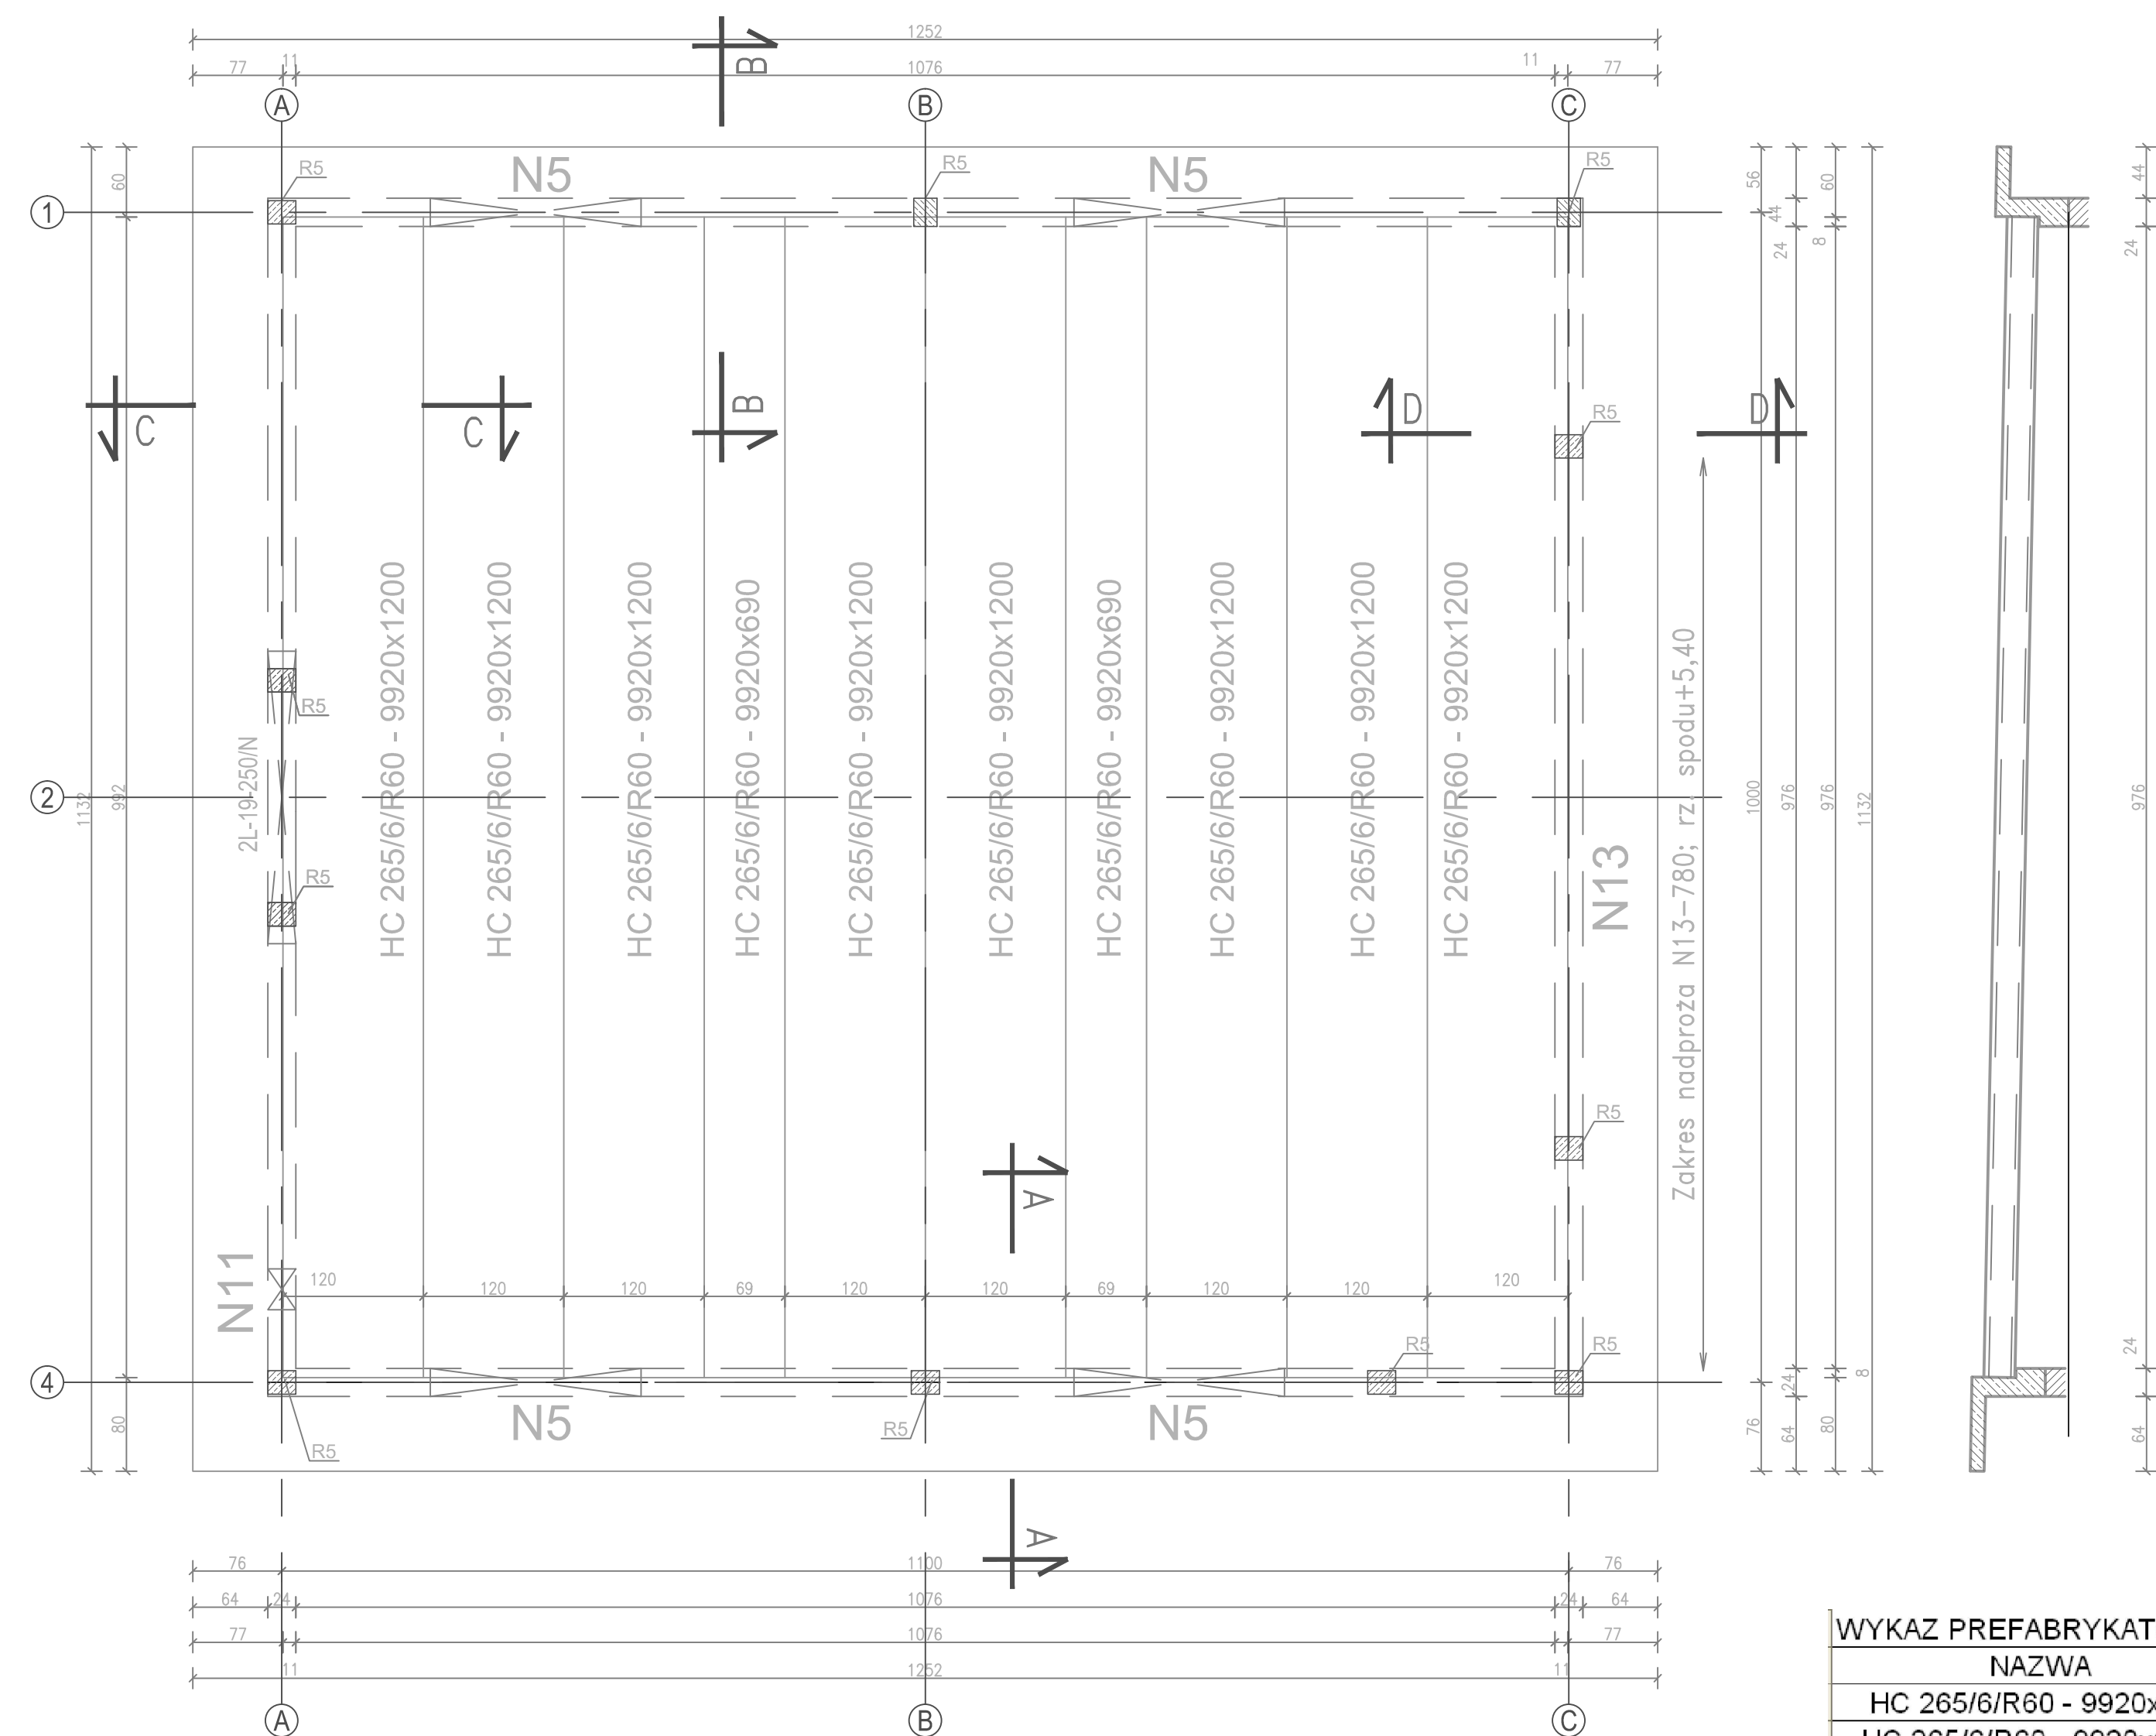 1252
77
11
1076
11
77
B
A
B
C
N5
N5
R5
R5
R5
1
60
56
44
60
44
24
8
24
C
C
B
D
D
R5
HC 265/6/R60 - 9920x1200
HC 265/6/R60 - 9920x1200
HC 265/6/R60 - 9920x1200
HC 265/6/R60 - 9920x690
HC 265/6/R60 - 9920x1200
HC 265/6/R60 - 9920x1200
HC 265/6/R60 - 9920x690
HC 265/6/R60 - 9920x1200
HC 265/6/R60 - 9920x1200
HC 265/6/R60 - 9920x1200
Zakres nadproża N13-780; rz. spodu+5,40
N13
R5
2L-19-250/N
R5
2
1132
992
1000
976
976
1132
976
R5
A
N11
120
120
120
69
120
120
69
120
120
120
R5
R5
4
80
76
24
64
80
8
24
64
N5
N5
R5
R5
A
76
1100
76
64
24
1076
24
64
77
1076
77
11
1252
11
A
B
C
WYKAZ PREFABRYKAT
NAZWA
HC 265/6/R60 - 9920x